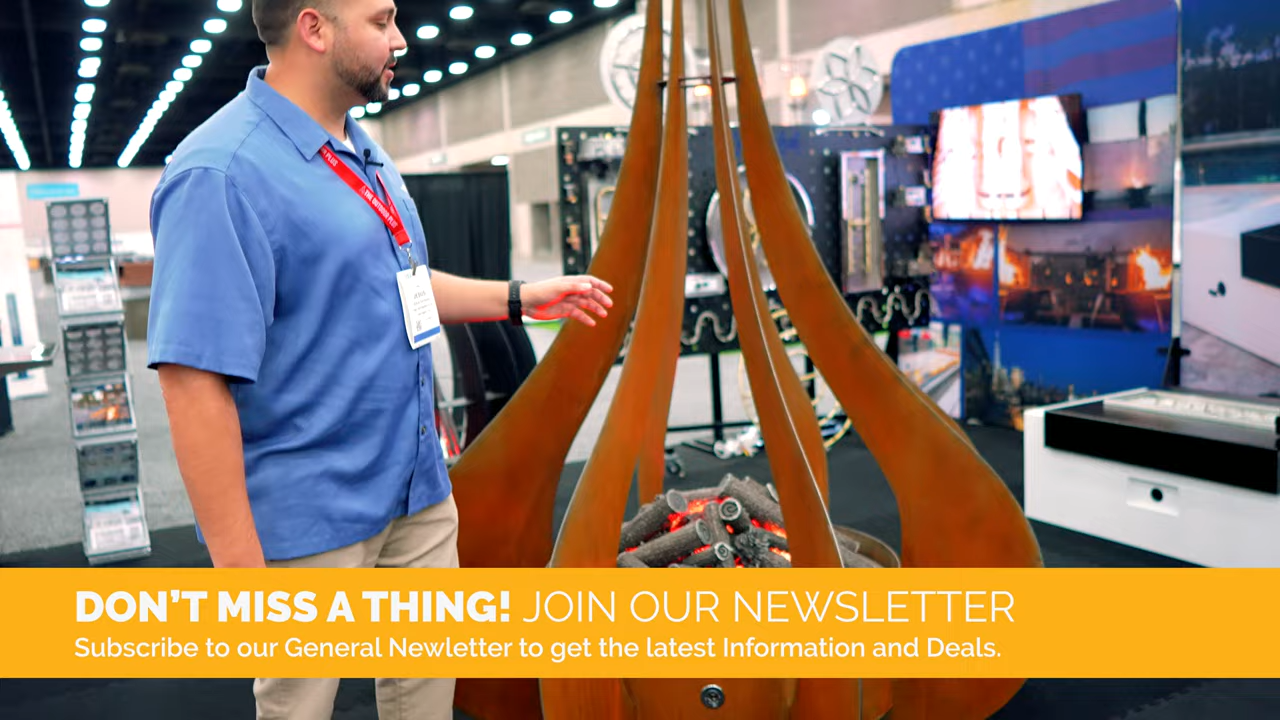 DON'T MISS A THING! JOIN OUR NEWSLETTER
Subscribe to our General Newletter to get the latest Information and Deals.